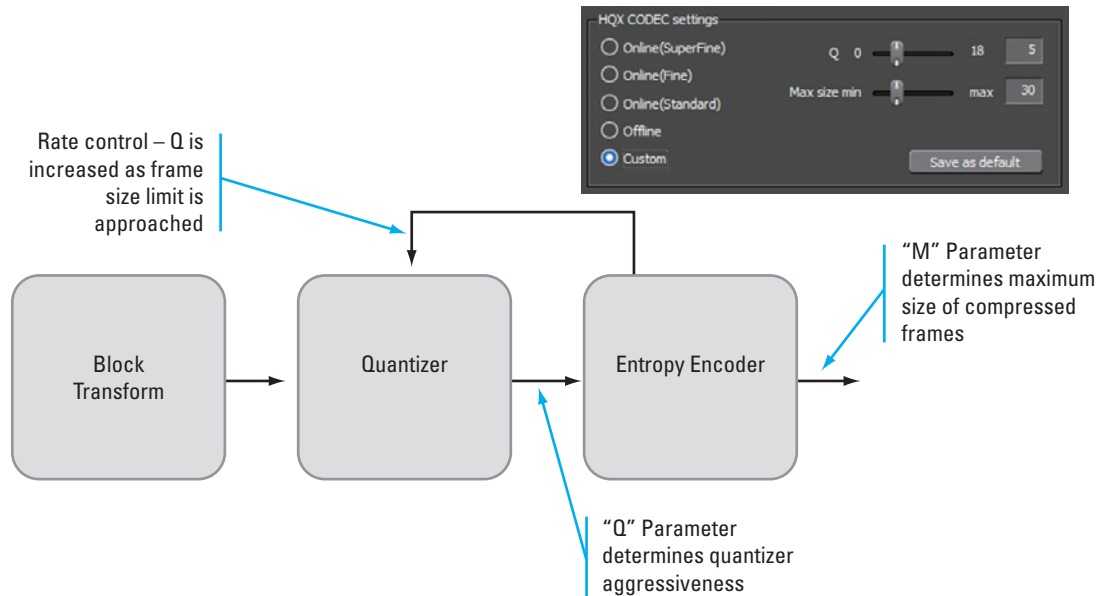 HQX CODEC settings
Online(SuperFine)
Q 0 18 5
Online(Fine)
Max size min max 30
Online(Standard)
Offline
Custom
Save as default
Rate control – Q is
increased as frame
size limit is
approached
“M” Parameter
determines maximum
size of compressed
frames
Block
Transform
Quantizer
Entropy Encoder
“Q” Parameter
determines quantizer
aggressiveness